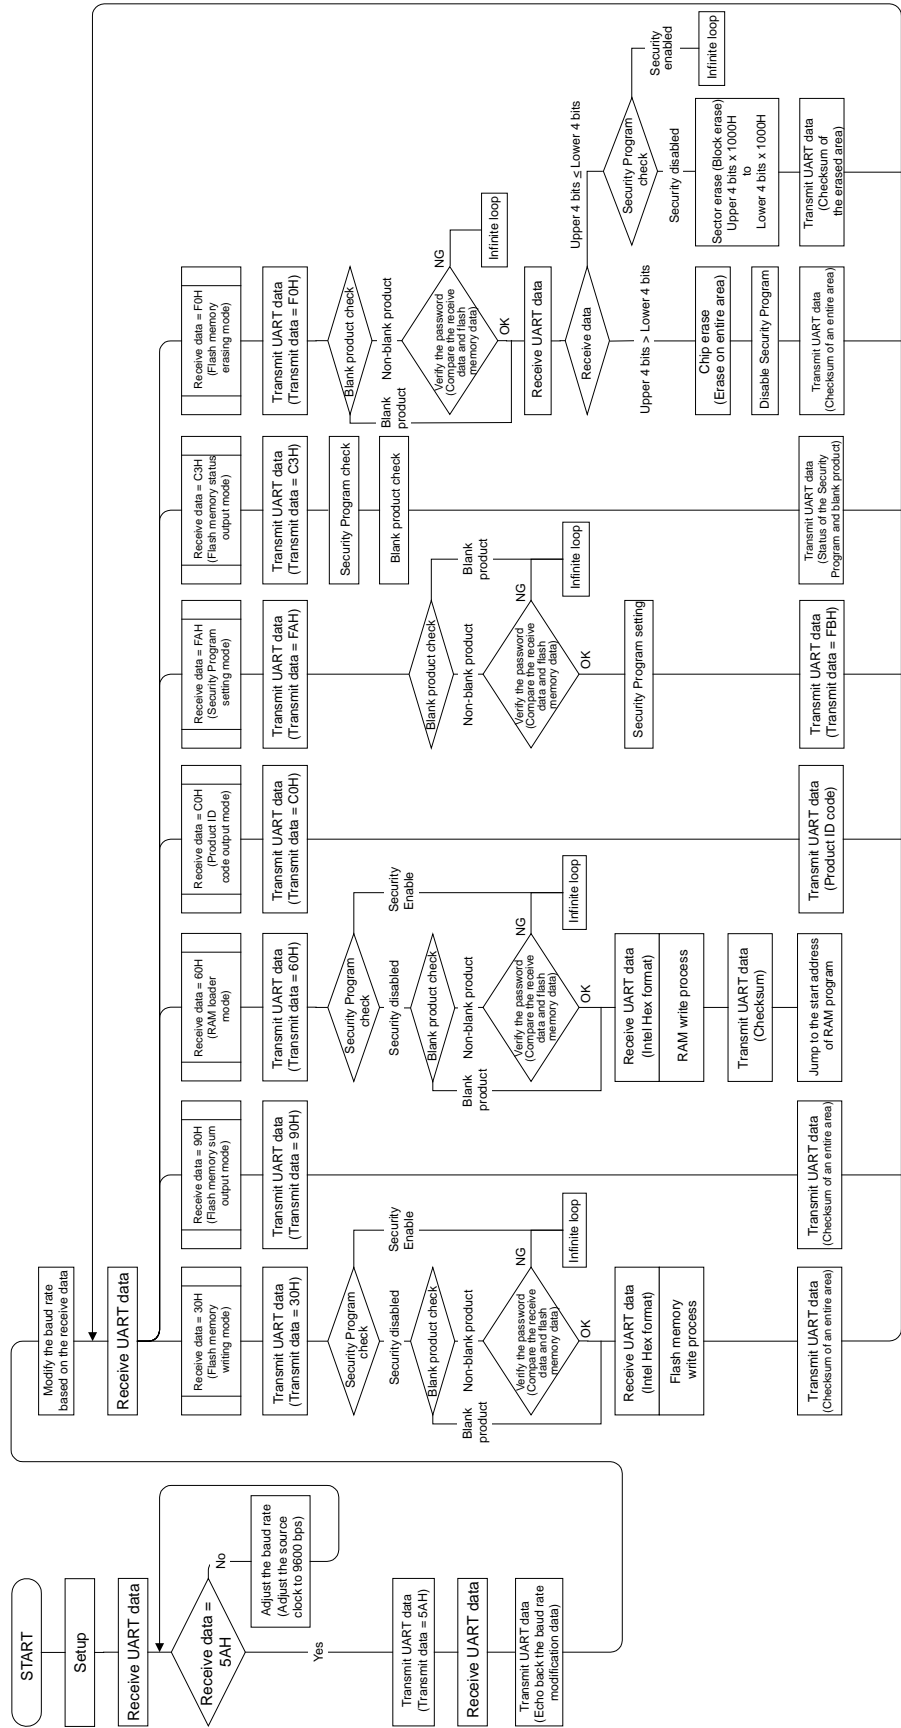 START
Setup
Receive UART data
Receive data =
5AH
No
Adjust the baud rate
(Adjust the source
clock to 9600 bps)
Yes
Transmit UART data
(Transmit data = 5AH)
Receive UART data
Transmit UART data
(Echo back the baud rate
modification data)
Modify the baud rate
based on the receive data
Receive UART data
Receive data = 30H
(Flash memory
writing mode)
Transmit UART data
(Transmit data = 30H)
Security Program
check
Security
Enable
Security disabled
Blank product check
Blank
product
Non-blank product
Verify the password
(Compare the receive
data and flash
memory data)
NG
Infinite loop
OK
Receive UART data
(Intel Hex format)
Flash memory
write process
Transmit UART data
(Checksum of an entire area)
Receive data = 90H
(Flash memory sum
output mode)
Transmit UART data
(Transmit data = 90H)
Transmit UART data
(Checksum of an entire area)
Receive data = 60H
(RAM loader
mode)
Transmit UART data
(Transmit data = 60H)
Security Program
check
Security
Enable
Security disabled
Blank product check
Blank
product
Non-blank product
Verify the password
(Compare the receive
data and flash
memory data)
NG
Infinite loop
OK
Receive UART data
(Intel Hex format)
RAM write process
Transmit UART data
(Checksum)
Jump to the start address
of RAM program
Receive data = C0H
(Product ID
code output mode)
Transmit UART data
(Transmit data = C0H)
Transmit UART data
(Product ID code)
Receive data = FAH
(Security Program
setting mode)
Transmit UART data
(Transmit data = FAH)
Blank product check
Blank
product
Non-blank product
Verify the password
(Compare the receive
data and flash
memory data)
NG
Infinite loop
OK
Security Program setting
Transmit UART data
(Transmit data = FBH)
Receive data = C3H
(Flash memory status
output mode)
Transmit UART data
(Transmit data = C3H)
Security Program check
Blank product check
Transmit UART data
(Status of the Security
Program and blank product)
Receive data = F0H
(Flash memory
erasing mode)
Transmit UART data
(Transmit data = F0H)
Blank product check
Blank
product
Non-blank product
Verify the password
(Compare the receive
data and flash
memory data)
NG
Infinite loop
OK
Receive UART data
Receive data
Upper 4 bits > Lower 4 bits
Chip erase
(Erase on entire area)
Disable Security Program
Transmit UART data
(Checksum of an entire area)
Upper 4 bits ≤ Lower 4 bits
Security Program
check
Security
enabled
Infinite loop
Security disabled
Sector erase (Block erase)
Upper 4 bits x 1000H
to
Lower 4 bits x 1000H
Transmit UART data
(Checksum of
the erased area)